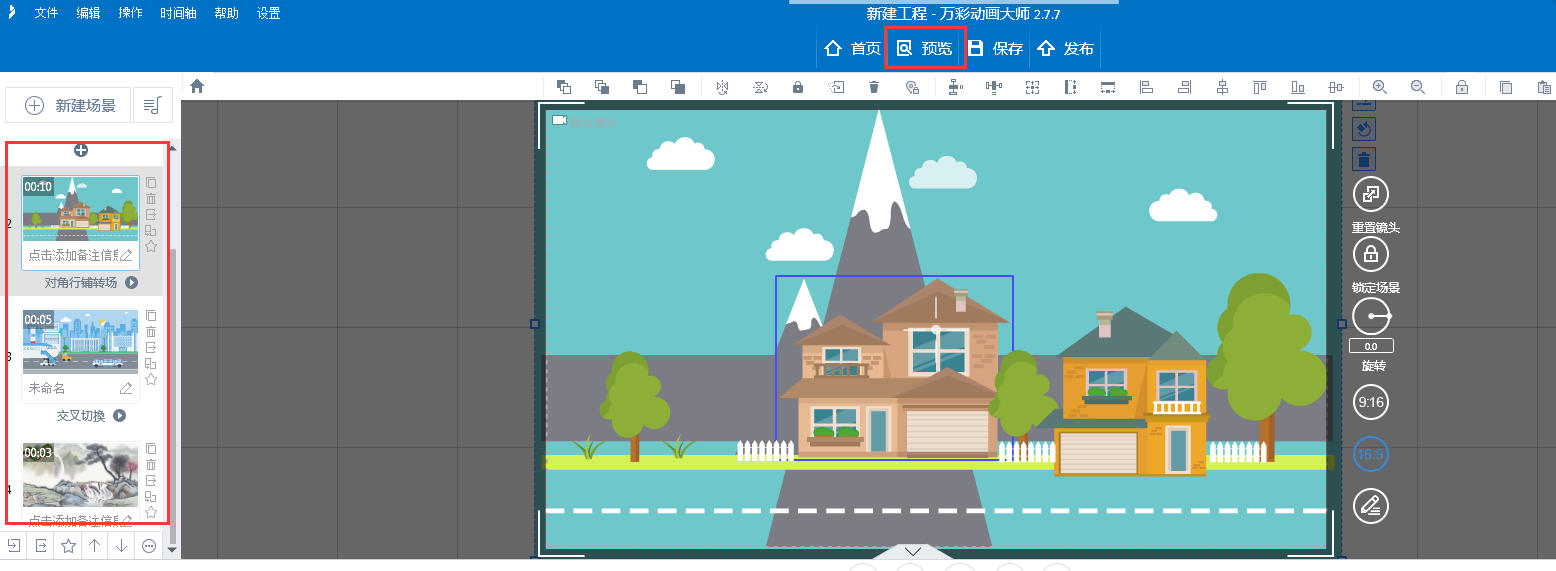 文件 编辑 操作 时间轴 帮助 设置
新建工程 - 万彩动画大师 2.7.7
首页 预览 保存 发布
新建场景
2
00:10
点击添加备注信息
对角行铺转场
3
00:05
未命名
交叉切换
4
00:03
点击添加备注信息
重置镜头
锁定场景
0.0
旋转
9:16
16:9